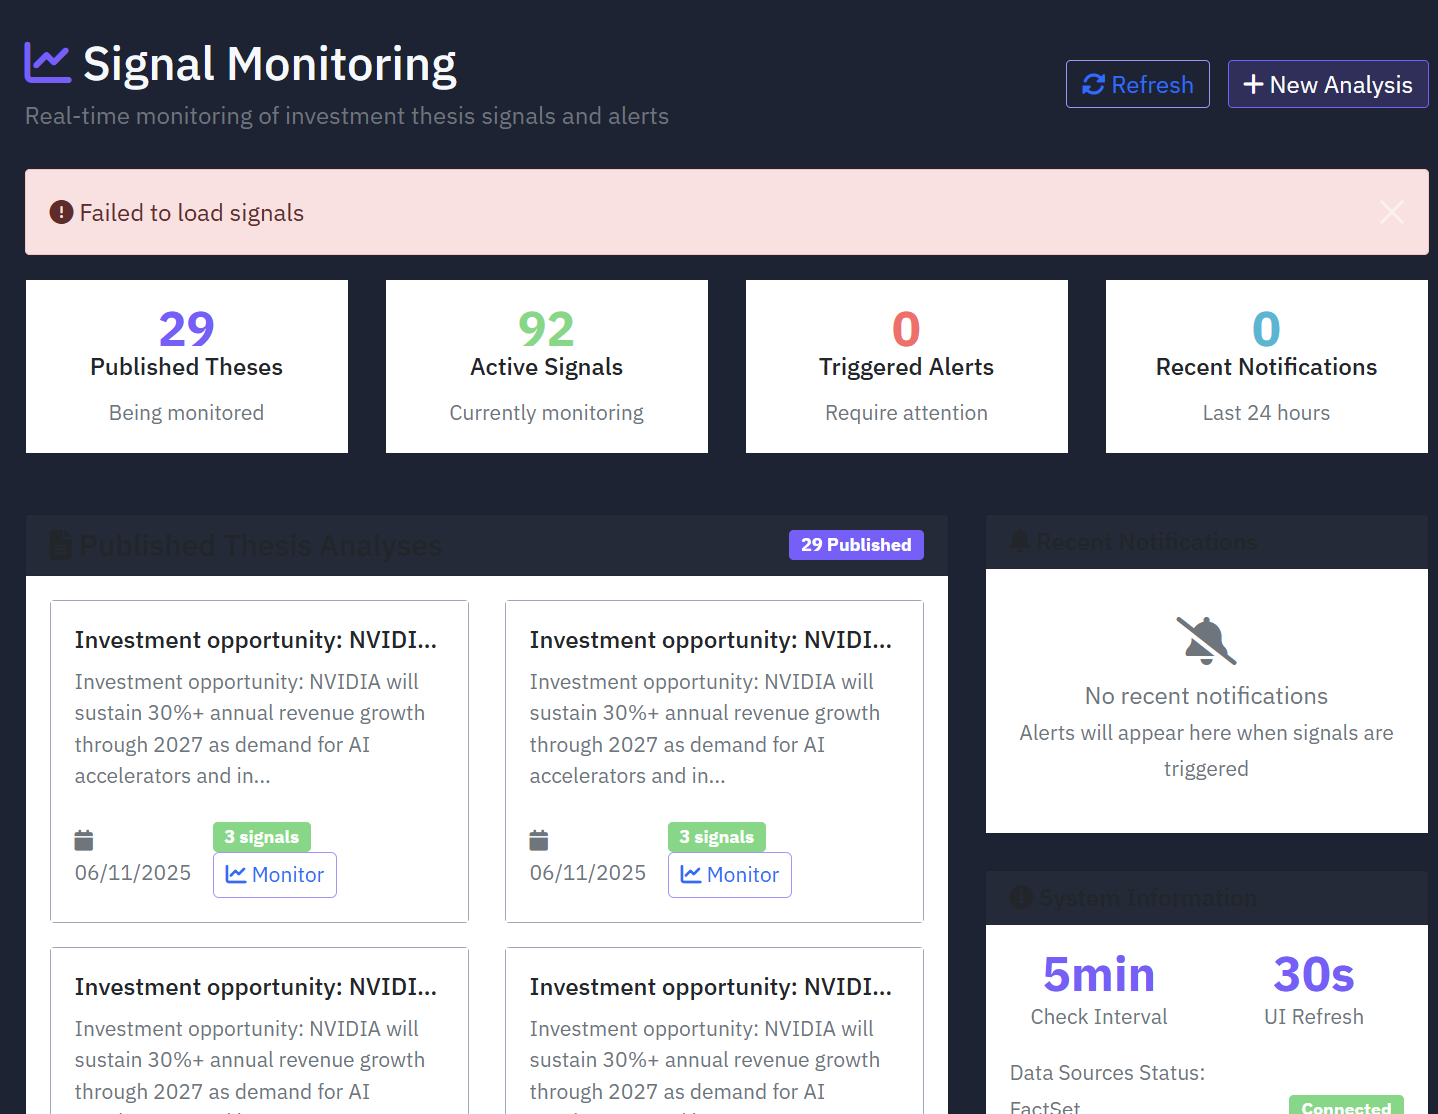 Signal Monitoring
Real-time monitoring of investment thesis signals and alerts
Refresh
New Analysis
Failed to load signals
29
Published Theses
Being monitored
92
Active Signals
Currently monitoring
0
Triggered Alerts
Require attention
0
Recent Notifications
Last 24 hours
Published Thesis Analyses
29 Published
Investment opportunity: NVIDI...
Investment opportunity: NVIDIA will
sustain 30%+ annual revenue growth
through 2027 as demand for AI
accelerators and in...
06/11/2025
3 signals
Monitor
Investment opportunity: NVIDI...
Investment opportunity: NVIDIA will
sustain 30%+ annual revenue growth
through 2027 as demand for AI
accelerators and in...
06/11/2025
3 signals
Monitor
Investment opportunity: NVIDI...
Investment opportunity: NVIDIA will
sustain 30%+ annual revenue growth
through 2027 as demand for AI
Investment opportunity: NVIDI...
Investment opportunity: NVIDIA will
sustain 30%+ annual revenue growth
through 2027 as demand for AI
Recent Notifications
No recent notifications
Alerts will appear here when signals are
triggered
System Information
5min
Check Interval
30s
UI Refresh
Data Sources Status:
FactSet
Connected